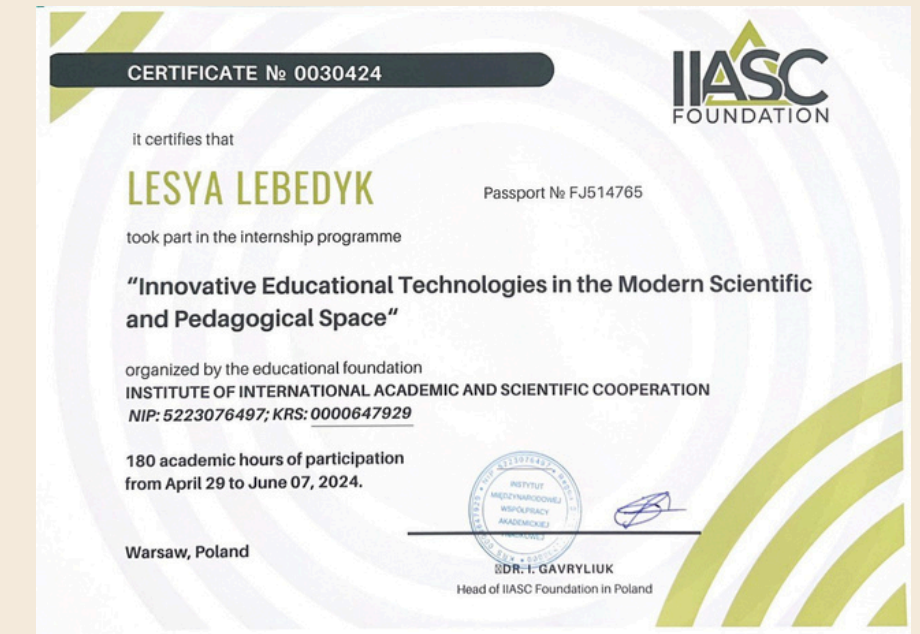 CERTIFICATE № 0030424
IIASC
FOUNDATION
it certifies that
LESYA LEBEDYK
Passport № FJ514765
took part in the internship programme
“Innovative Educational Technologies in the Modern Scientific
and Pedagogical Space“
organized by the educational foundation
INSTITUTE OF INTERNATIONAL ACADEMIC AND SCIENTIFIC COOPERATION
NIP: 5223076497; KRS: 0000647929
180 academic hours of participation
from April 29 to June 07, 2024.
INSTYTUT
MIĘDZYNARODOWEJ
WSPÓŁPRACY
AKADEMICKIEJ
Warsaw, Poland
DR. I. GAVRYLIUK
Head of IIASC Foundation in Poland